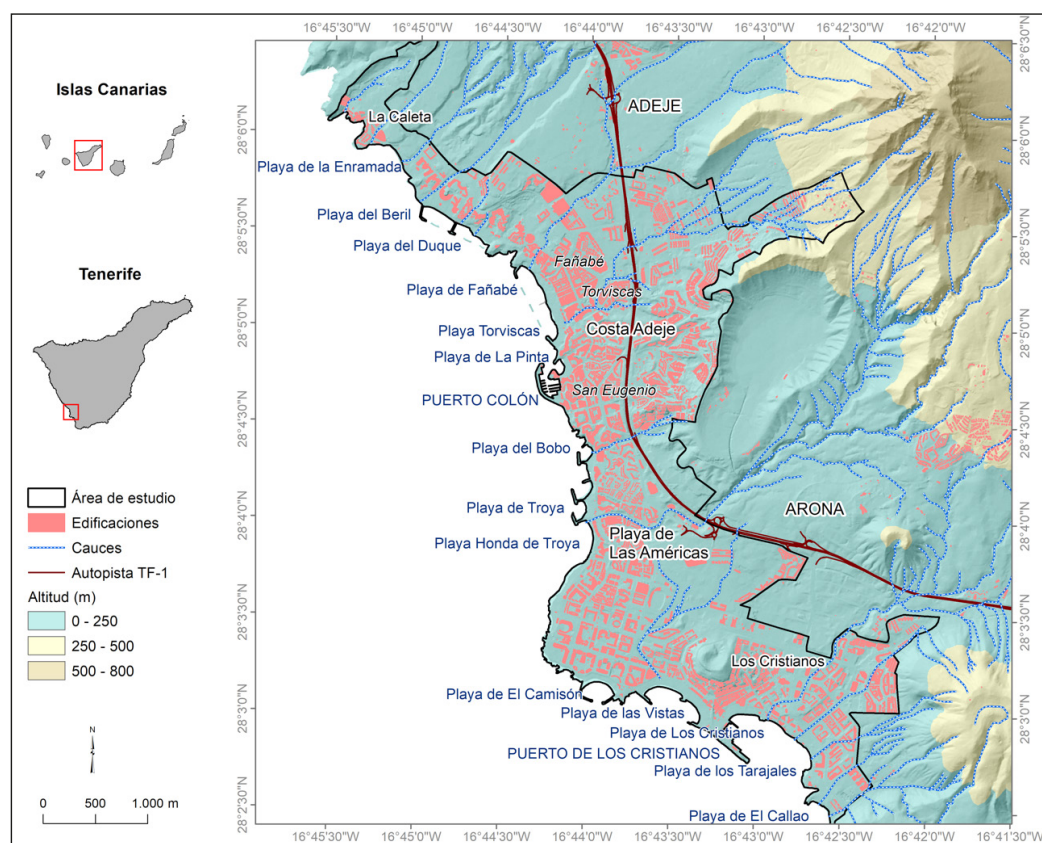 Islas Canarias
Tenerife
Área de estudio
Edificaciones
Cauces
Autopista TF-1
Altitud (m)
0 - 250
250 - 500
500 - 800
N
0 500 1.000 m
16°45'30"O 16°45'0"O 16°44'30"O 16°44'0"O 16°43'30"O 16°43'0"O 16°42'30"O 16°42'0"O
28°6'30"N
28°6'0"N
28°5'30"N
28°5'0"N
28°4'30"N
28°4'0"N
28°3'30"N
28°3'0"N
28°2'30"N
28°6'0"N
28°5'30"N
28°5'0"N
28°4'30"N
28°4'0"N
28°3'30"N
28°3'0"N
ADEJE
La Caleta
Playa de la Enramada
Playa del Beril
Playa del Duque
Fañabé
Playa de Fañabé
Torviscas
Playa Torviscas
Costa Adeje
Playa de La Pinta
San Eugenio
PUERTO COLÓN
Playa del Bobo
Playa de Troya
ARONA
Playa Honda de Troya
Playa de
Las Américas
Los Cristianos
Playa de El Camisón
Playa de las Vistas
Playa de Los Cristianos
PUERTO DE LOS CRISTIANOS
Playa de los Tarajales
Playa de El Callao
16°45'30"O 16°45'0"O 16°44'30"O 16°44'0"O 16°43'30"O 16°43'0"O 16°42'30"O 16°42'0"O 16°41'30"O